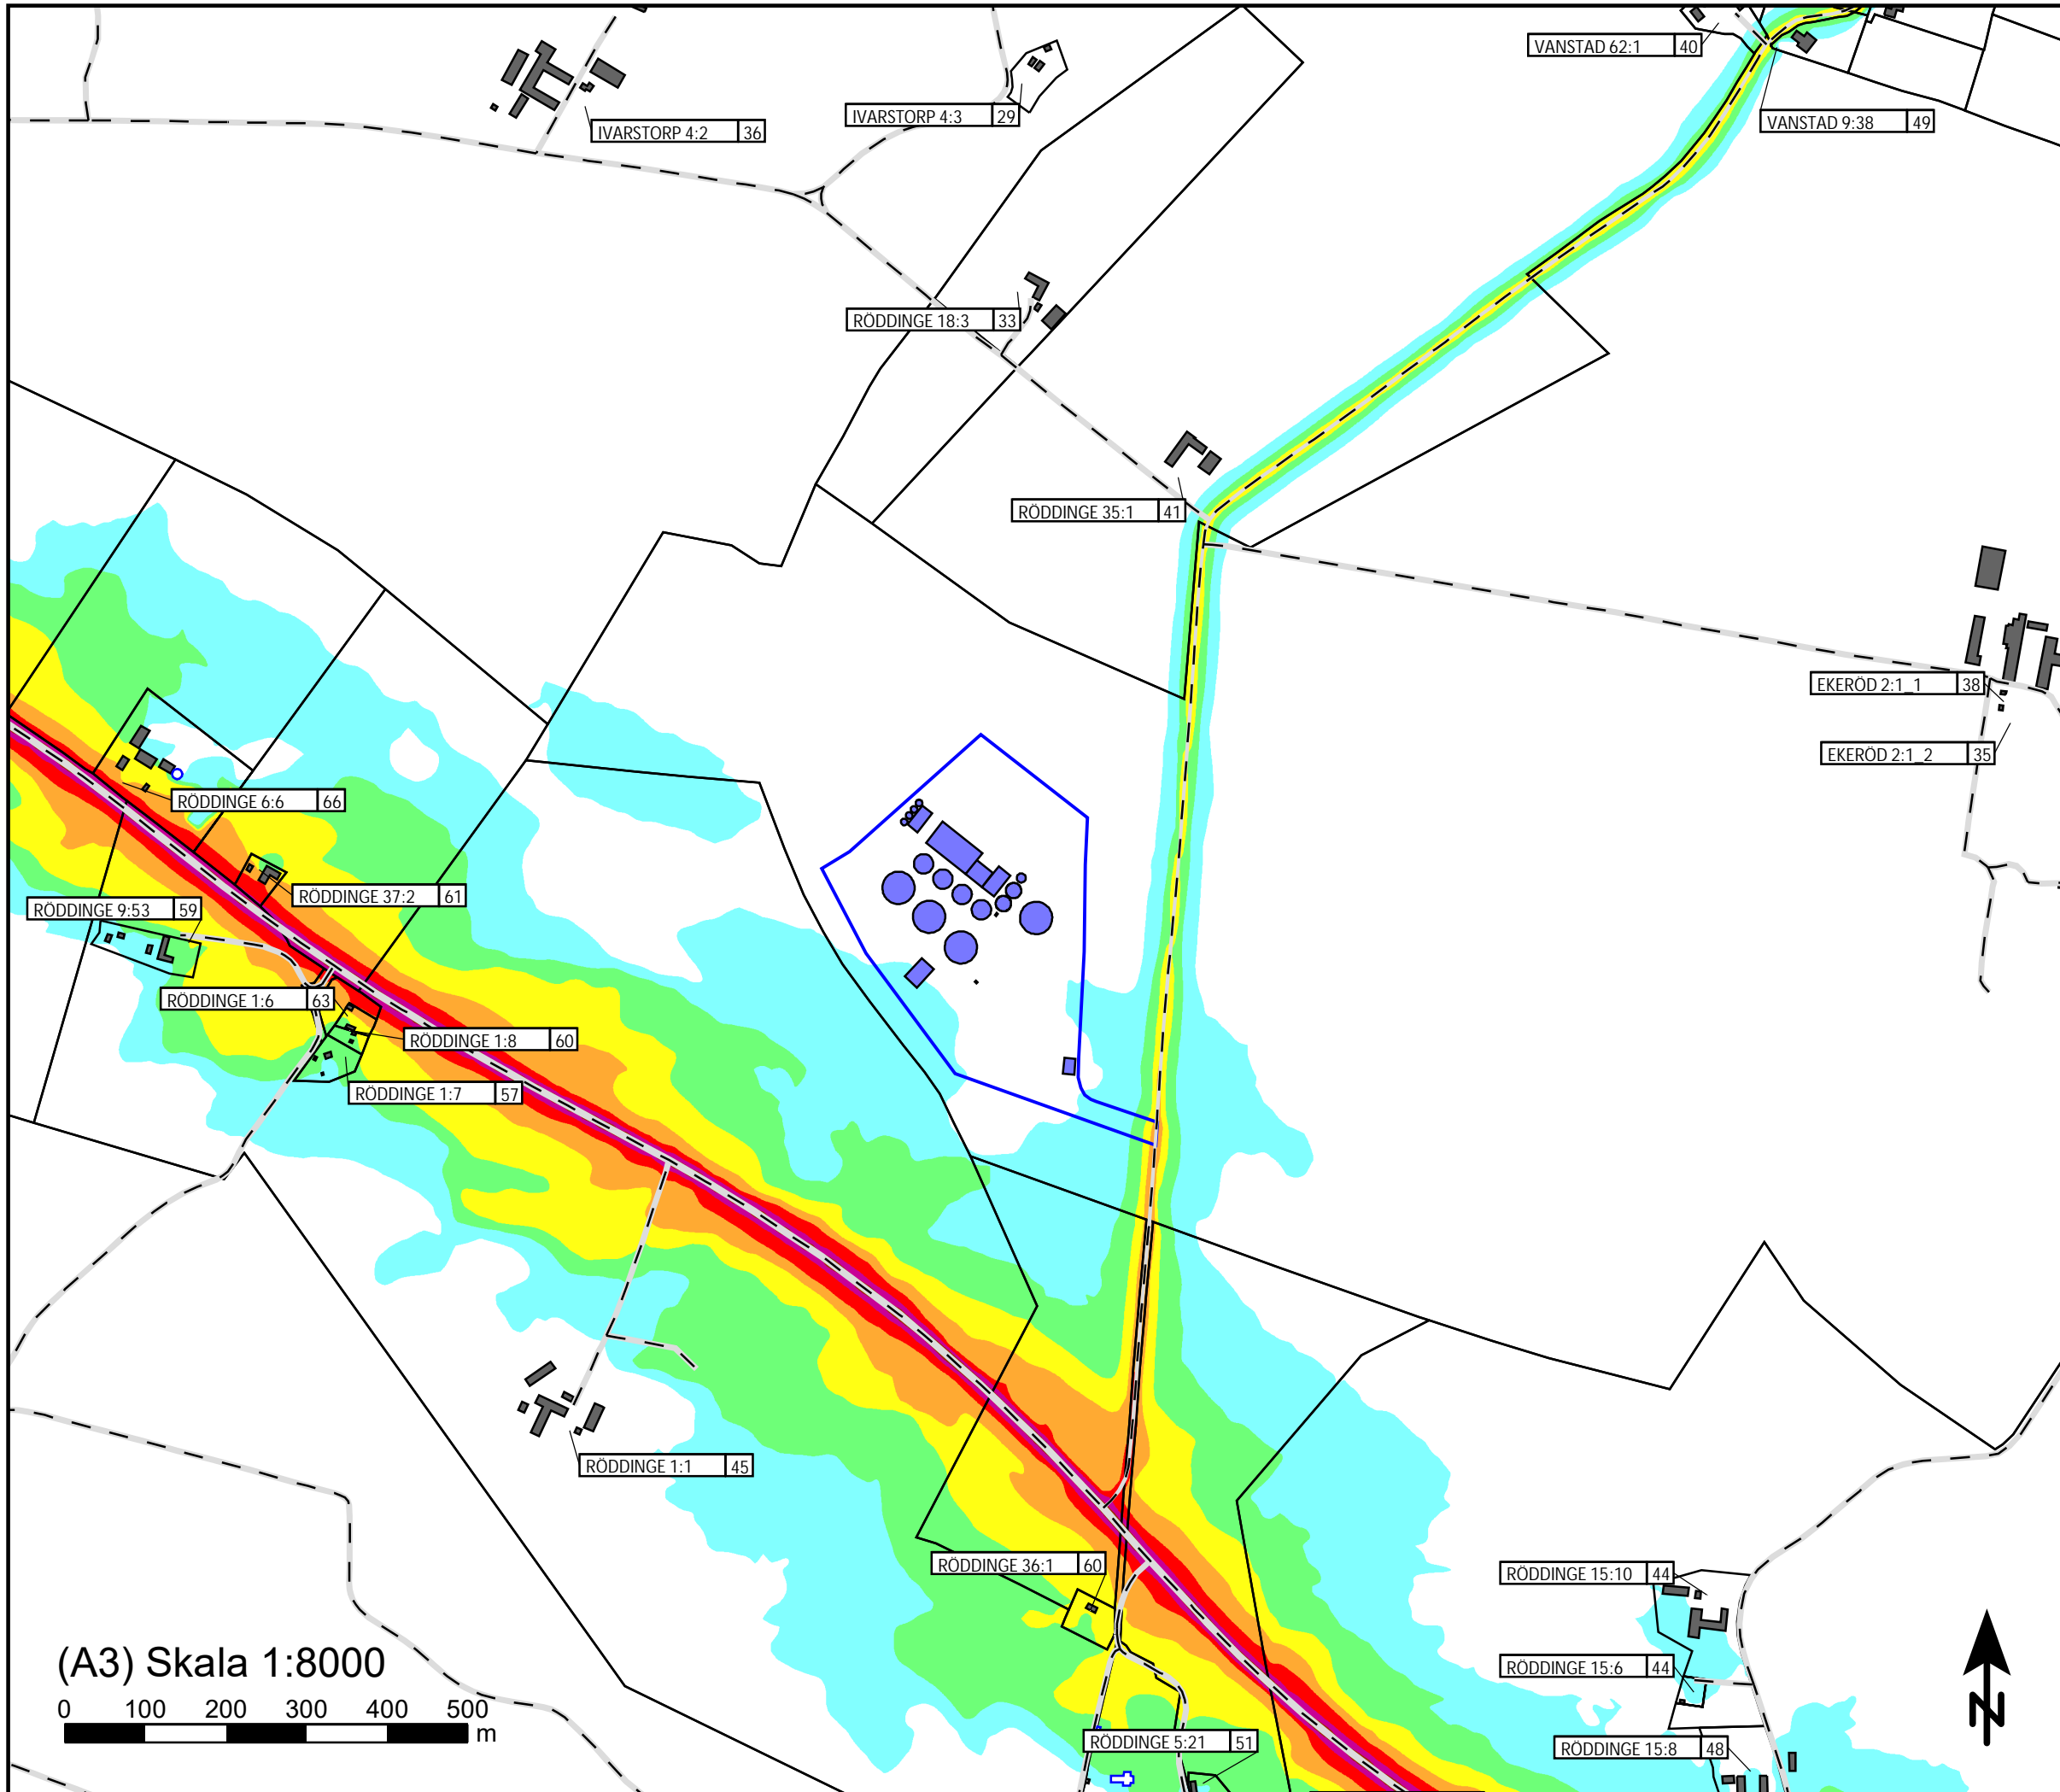 VANSTAD 62:1 40
IVARSTORP 4:3 29
VANSTAD 9:38 49
IVARSTORP 4:2 36
RÖDDINGE 18:3 33
RÖDDINGE 35:1 41
EKERÖD 2:1_1 38
EKERÖD 2:1_2 35
RÖDDINGE 6:6 66
RÖDDINGE 37:2 61
RÖDDINGE 9:53 59
RÖDDINGE 1:6 63
RÖDDINGE 1:8 60
RÖDDINGE 1:7 57
RÖDDINGE 1:1 45
RÖDDINGE 36:1 60
RÖDDINGE 15:10 44
RÖDDINGE 15:6 44
RÖDDINGE 5:21 51
RÖDDINGE 15:8 48
(A3) Skala 1:8000
0 100 200 300 400 500
m
N